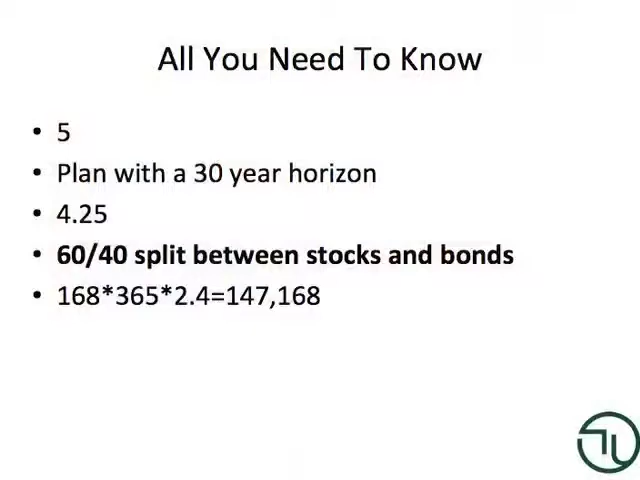 All You Need To Know
• 5
• Plan with a 30 year horizon
• 4.25
• 60/40 split between stocks and bonds
• 168*365*2.4=147,168